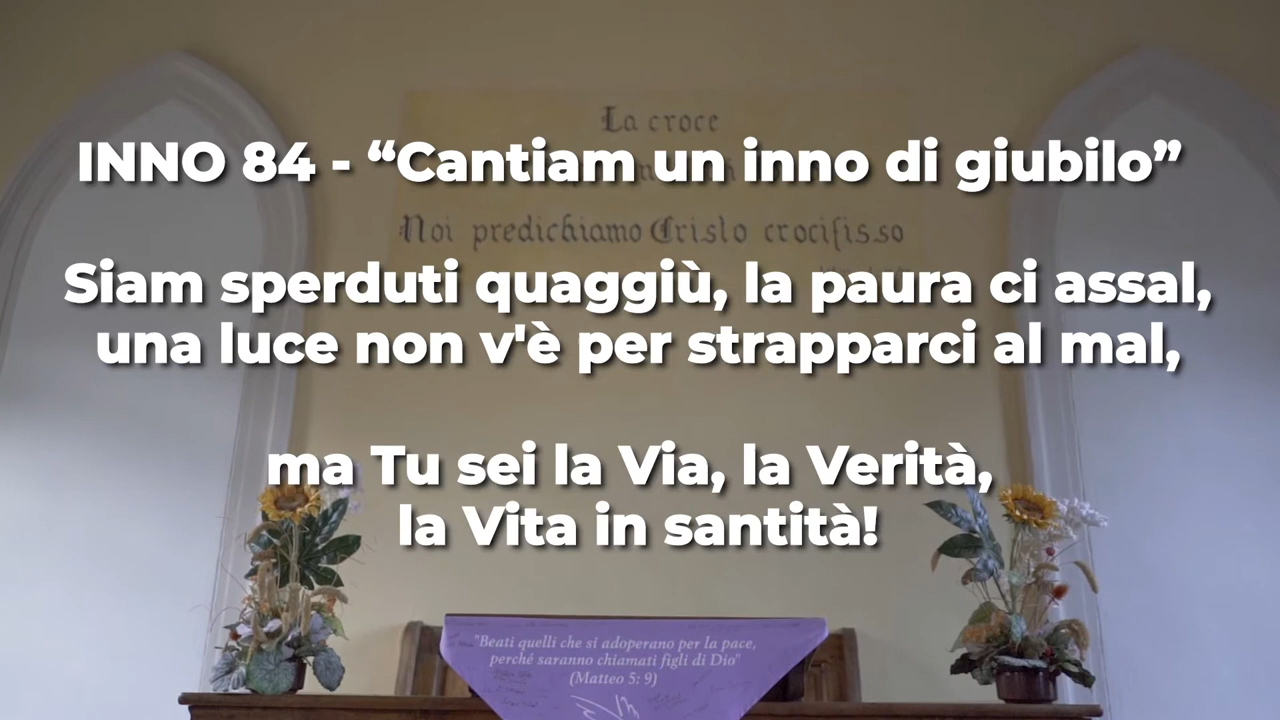 La croce
INNO 84 - “Cantiam un inno di giubilo”
Noi predichiamo Cristo crocifisso
Siam sperduti quaggiù, la paura ci assal,
una luce non v'è per strapparci al mal,
ma Tu sei la Via, la Verità,
la Vita in santità!
"Beati quelli che si adoperano per la pace,
perché saranno chiamati figli di Dio"
(Matteo 5: 9)